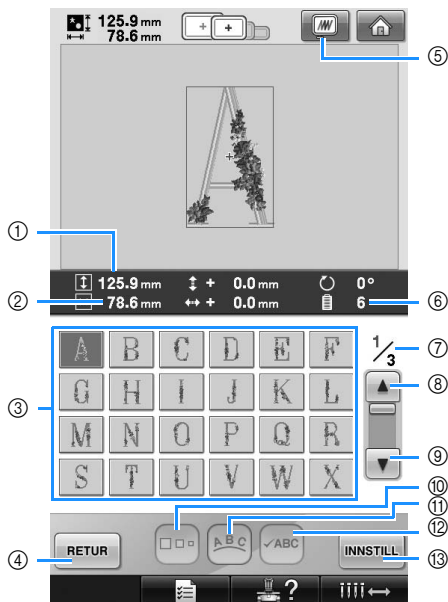 125.9 mm
78.6 mm
⑤
① 125.9 mm + 0.0 mm 0°
② 78.6 mm + 0.0 mm 6 ⑥
A B C D E F 1/3 ⑦
G H I J K L ⑧
③
M N O P Q R
S T U V W X ⑨
⑩
⑪
⑫
RETUR ABC ✓ABC INNSTILL
④ ⑬
?